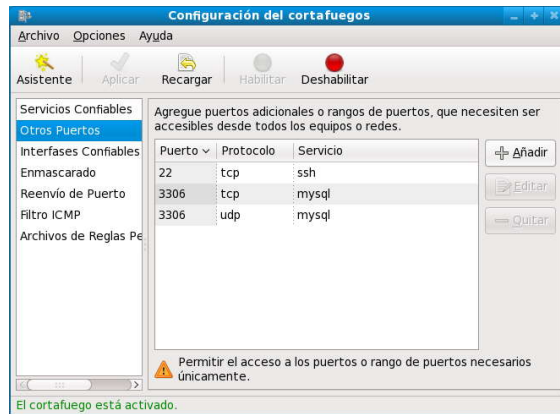 Configuración del cortafuegos
Archivo Opciones Ayuda
Asistente Aplicar Recargar Habilitar Deshabilitar
Servicios Confiables
Otros Puertos
Interfases Confiables
Enmascarado
Reenvío de Puerto
Filtro ICMP
Archivos de Reglas Pe
Agregue puertos adicionales o rangos de puertos, que necesiten ser
accesibles desde todos los equipos o redes.
Puerto Protocolo Servicio
22 tcp ssh
3306 tcp mysql
3306 udp mysql
Añadir
Editar
Quitar
Permitir el acceso a los puertos o rango de puertos necesarios
únicamente.
El cortafuego está activado.